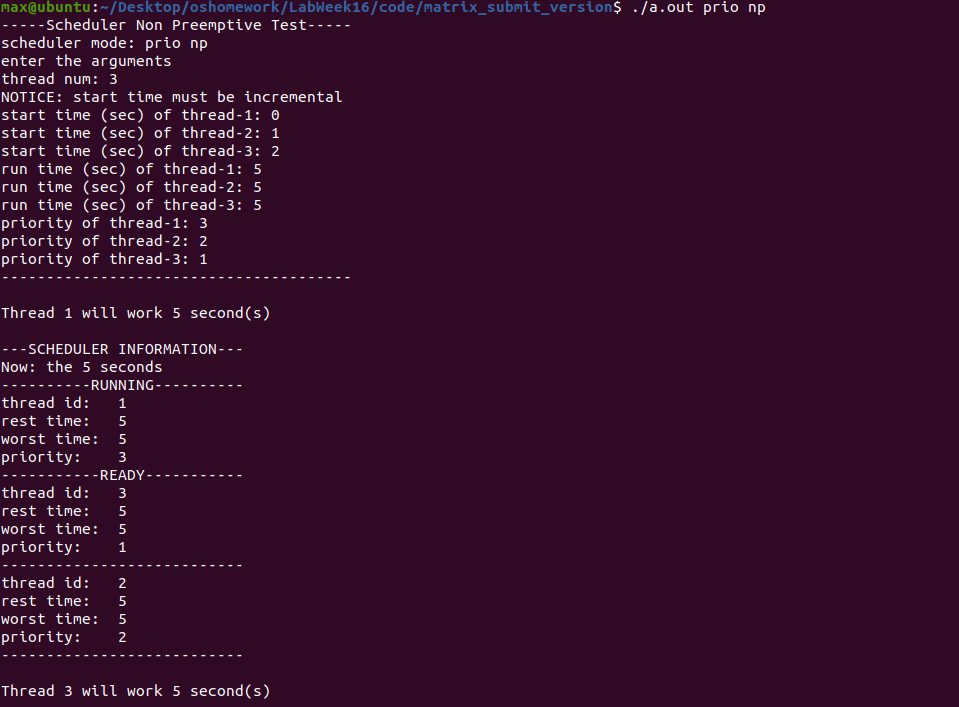 max@ubuntu:~/Desktop/oshomework/LabWeek16/code/matrix_submit_version$ ./a.out prio np
-----Scheduler Non Preemptive Test-----
scheduler mode: prio np
enter the arguments
thread num: 3
NOTICE: start time must be incremental
start time (sec) of thread-1: 0
start time (sec) of thread-2: 1
start time (sec) of thread-3: 2
run time (sec) of thread-1: 5
run time (sec) of thread-2: 5
run time (sec) of thread-3: 5
priority of thread-1: 3
priority of thread-2: 2
priority of thread-3: 1
---------------------------------------

Thread 1 will work 5 second(s)

---SCHEDULER INFORMATION---
Now: the 5 seconds
----------RUNNING----------
thread id:   1
rest time:   5
worst time:  5
priority:    3
-----------READY-----------
thread id:   3
rest time:   5
worst time:  5
priority:    1
---------------------------
thread id:   2
rest time:   5
worst time:  5
priority:    2
---------------------------

Thread 3 will work 5 second(s)